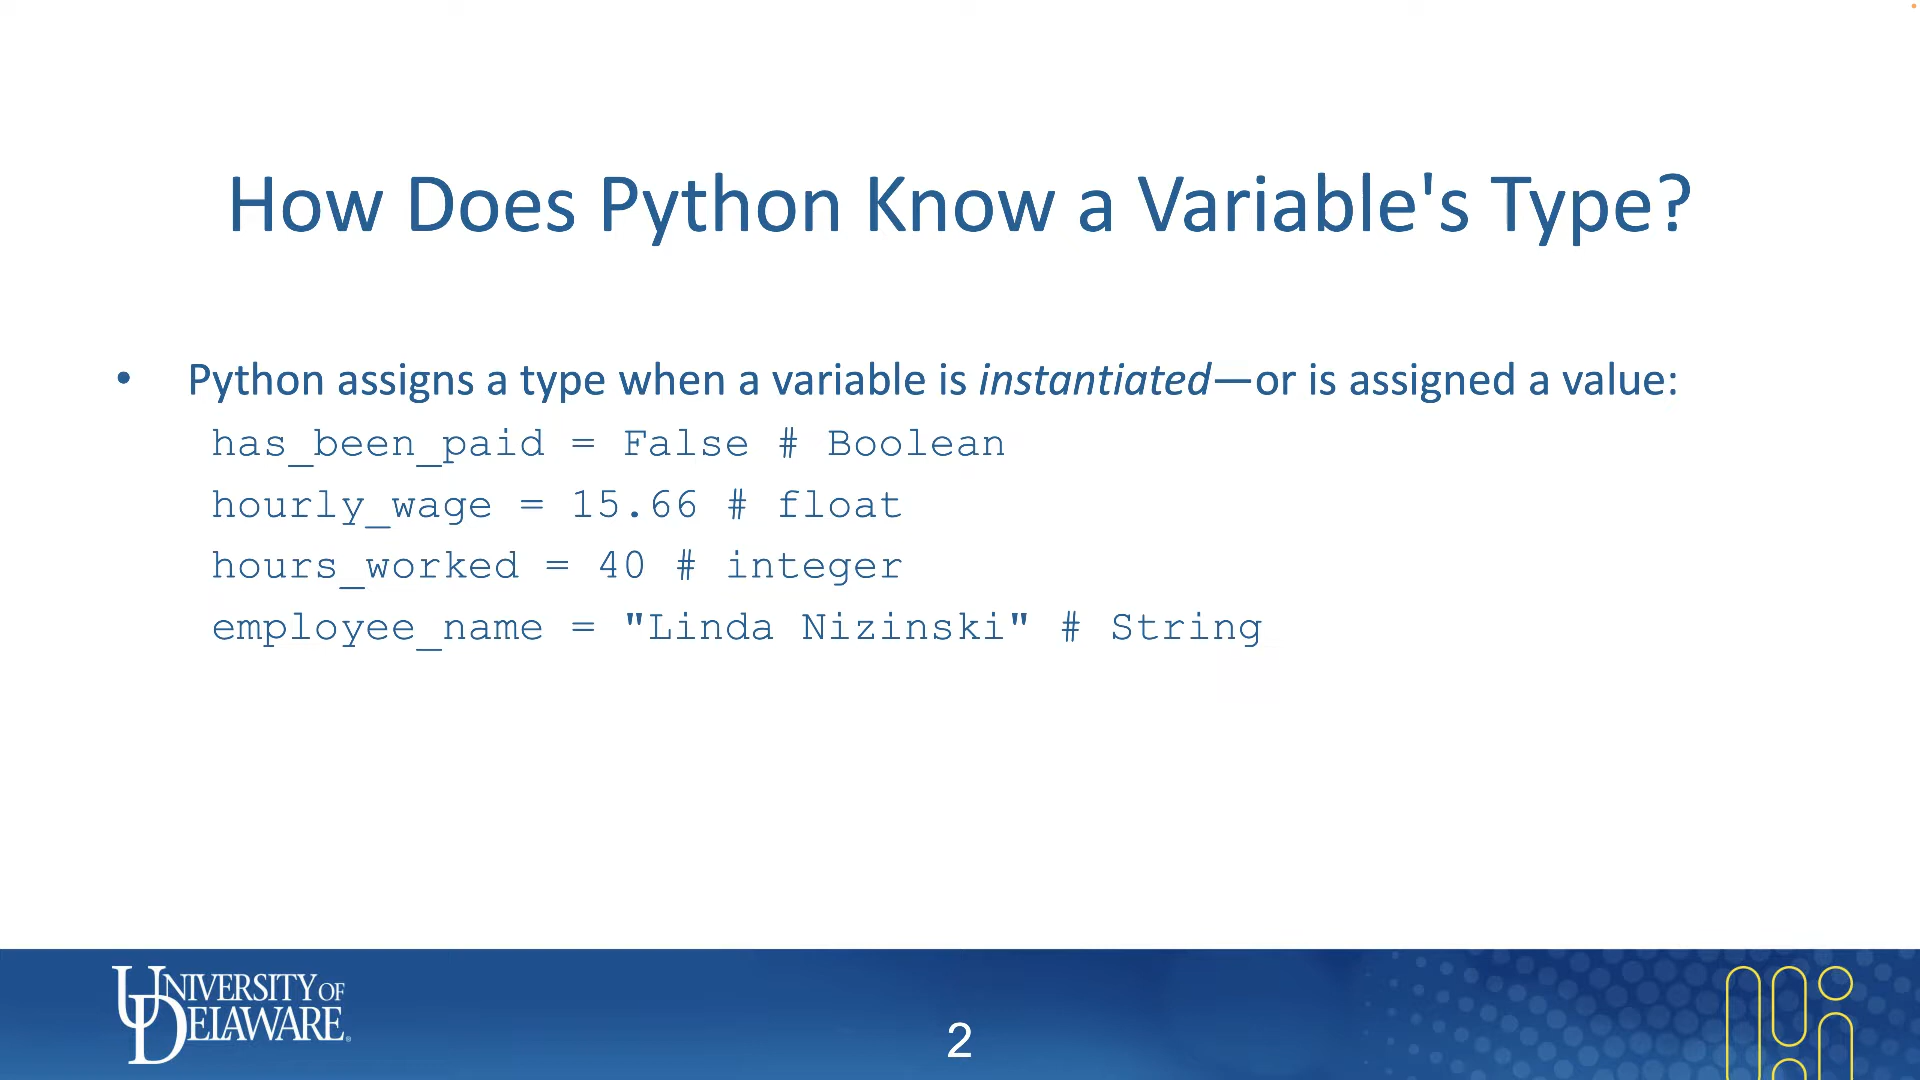 How Does Python Know a Variable's Type?
• Python assigns a type when a variable is instantiated—or is assigned a value:
has_been_paid = False # Boolean
hourly_wage = 15.66 # float
hours_worked = 40 # integer
employee_name = "Linda Nizinski" # String
UNIVERSITY OF
DELAWARE®
2